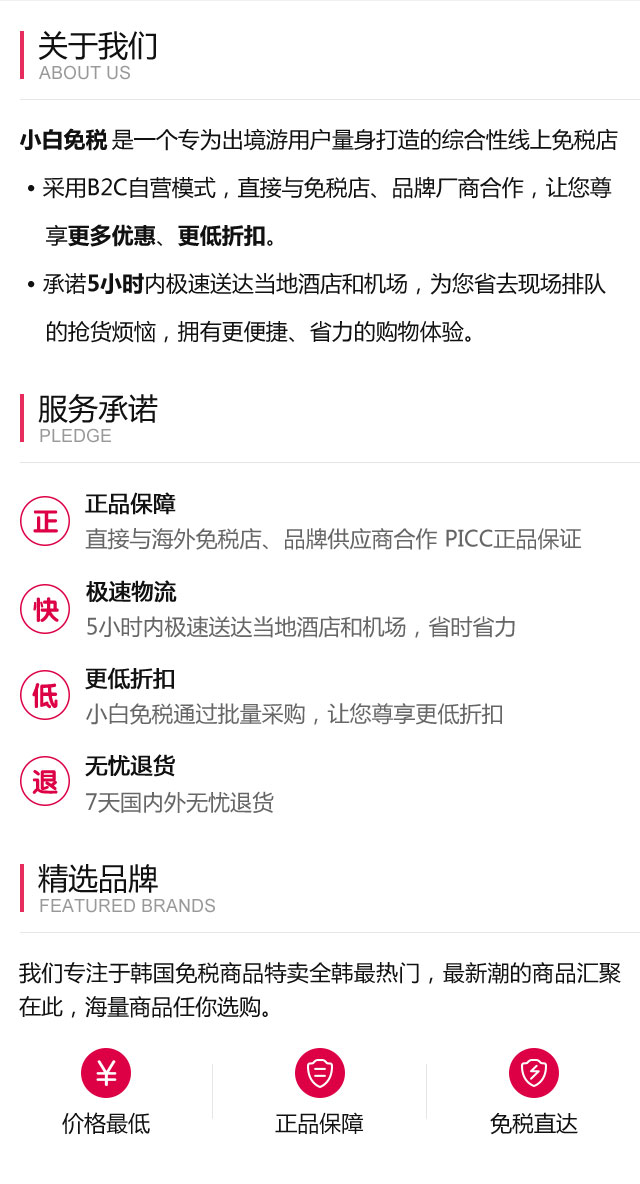 关于我们
ABOUT US
小白免税 是一个专为出境游用户量身打造的综合性线上免税店
• 采用B2C自营模式，直接与免税店、品牌厂商合作，让您尊
享更多优惠、更低折扣。
• 承诺5小时内极速送达当地酒店和机场，为您省去现场排队
的抢货烦恼，拥有更便捷、省力的购物体验。
服务承诺
PLEDGE
正
正品保障
直接与海外免税店、品牌供应商合作 PICC正品保证
快
极速物流
5小时内极速送达当地酒店和机场，省时省力
低
更低折扣
小白免税通过批量采购，让您尊享更低折扣
退
无忧退货
7天国内外无忧退货
精选品牌
FEATURED BRANDS
我们专注于韩国免税商品特卖全韩最热门，最新潮的商品汇聚
在此，海量商品任你选购。
¥
价格最低
正品保障
免税直达